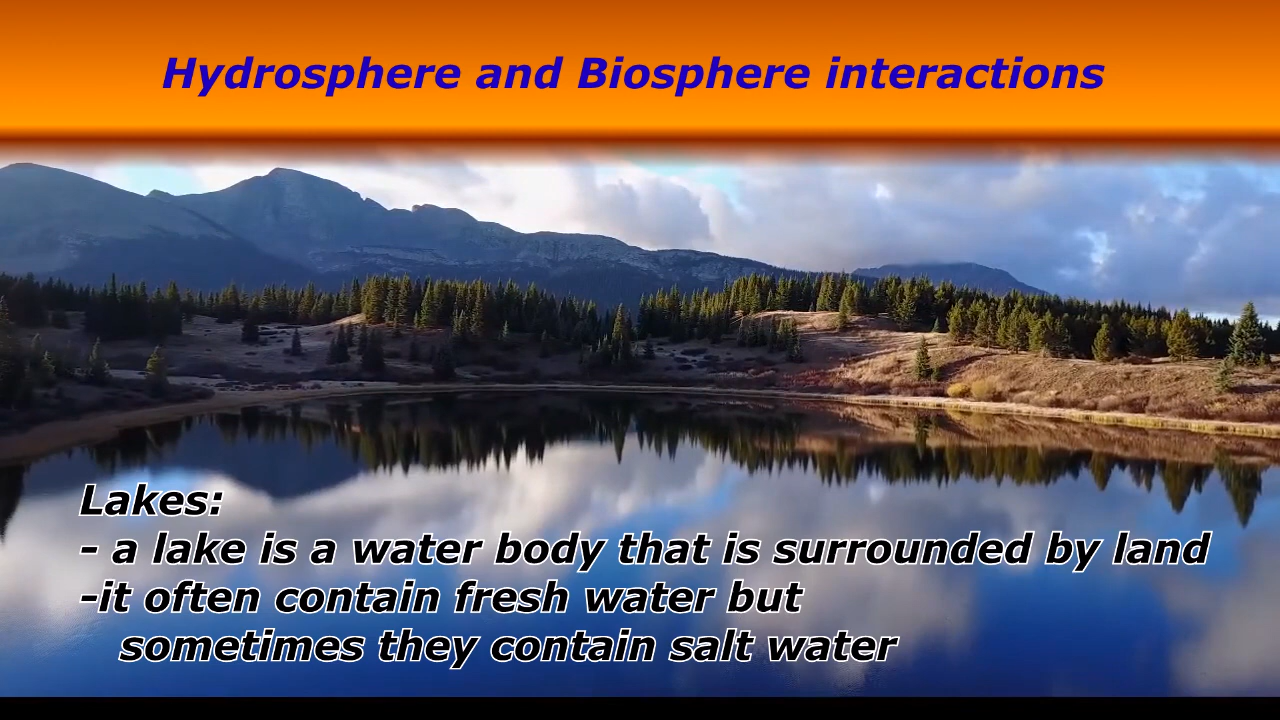 Hydrosphere and Biosphere interactions
Lakes:
- a lake is a water body that is surrounded by land
-it often contain fresh water but
sometimes they contain salt water